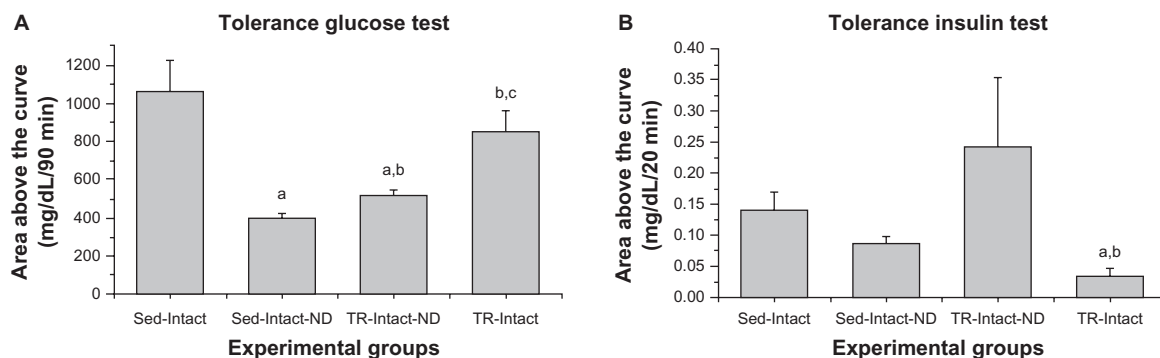 A
Tolerance glucose test
Area above the curve
(mg/dL/90 min)
1200
1000
800
600
400
200
0
a
a,b
b,c
Sed-Intact Sed-Intact-ND TR-Intact-ND TR-Intact
Experimental groups
B
Tolerance insulin test
Area above the curve
(mg/dL/20 min)
0.40
0.35
0.30
0.25
0.20
0.15
0.10
0.05
0.00
a,b
Sed-Intact Sed-Intact-ND TR-Intact-ND TR-Intact
Experimental groups